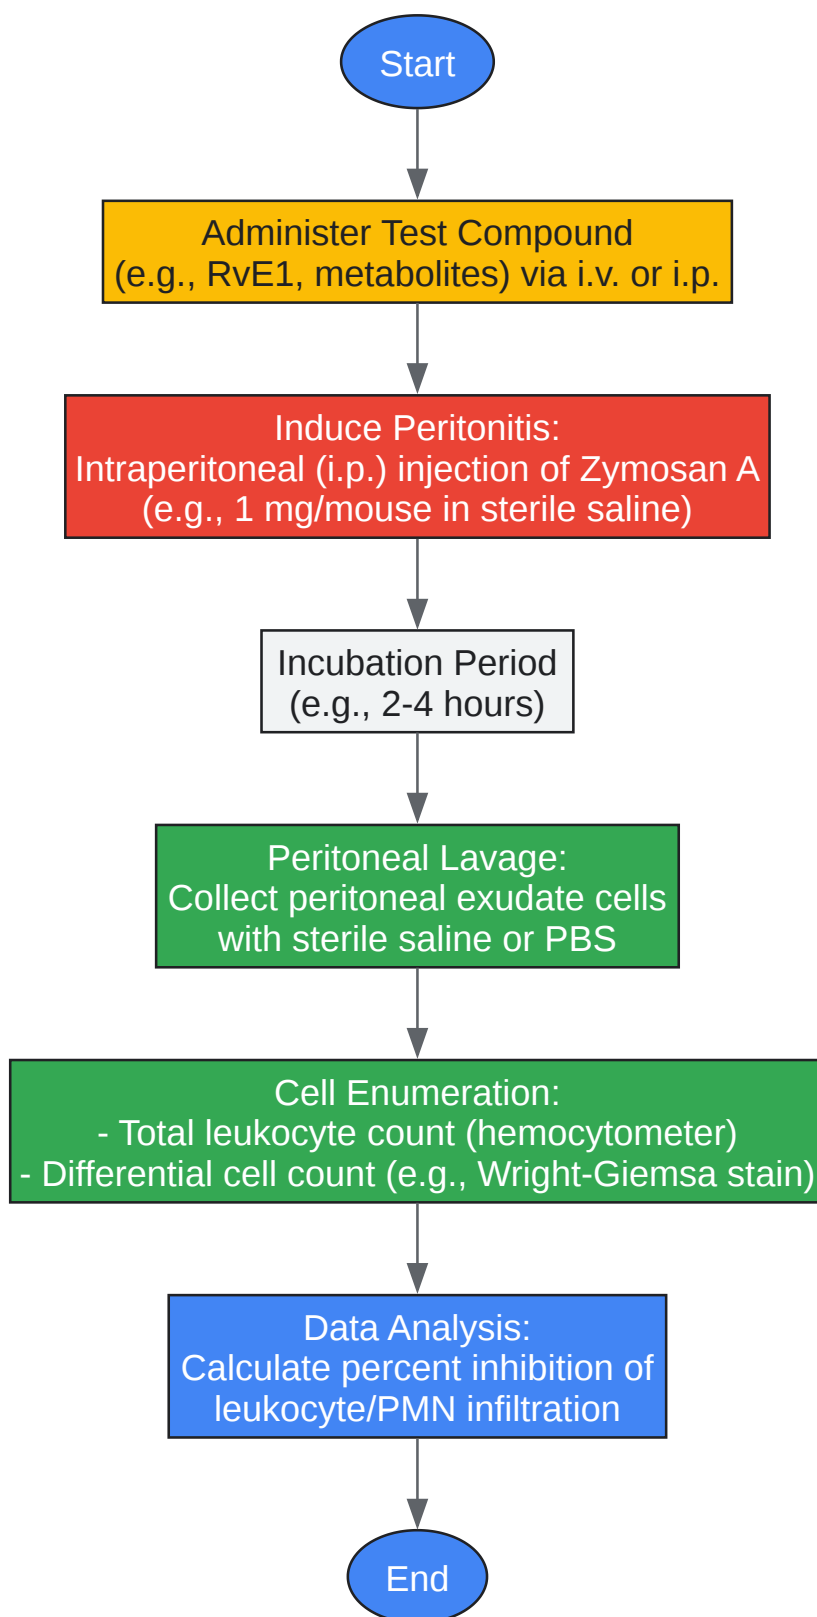 Start
Administer Test Compound
(e.g., RvE1, metabolites) via i.v. or i.p.
Induce Peritonitis:
Intraperitoneal (i.p.) injection of Zymosan A
(e.g., 1 mg/mouse in sterile saline)
Incubation Period
(e.g., 2-4 hours)
Peritoneal Lavage:
Collect peritoneal exudate cells
with sterile saline or PBS
Cell Enumeration:
- Total leukocyte count (hemocytometer)
- Differential cell count (e.g., Wright-Giemsa stain)
Data Analysis:
Calculate percent inhibition of
leukocyte/PMN infiltration
End